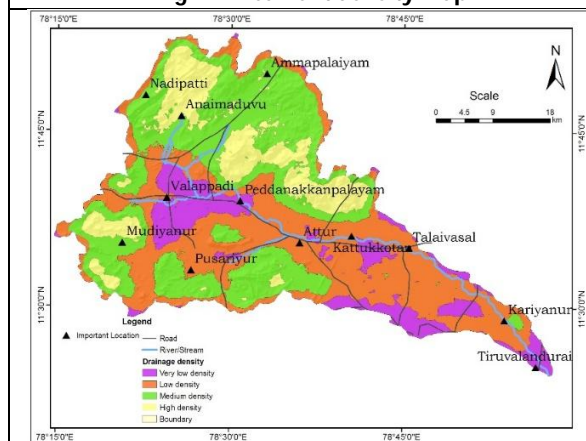 78°15'0"E 78°30'0"E 78°45'0"E
N
Ammapalaiyam
Nadipatti
Anaimaduvu
Scale
0 4.5 9 18
km
11°45'0"N 11°45'0"N
Valappadi
Peddanakkanpalayam
Mudiyanur
Attur
Kattukkotai
Talaivasal
Pusariyur
11°30'0"N 11°30'0"N
Kariyanur
Tiruvalandurai
Legend
Important Location
Road
River/Stream
Drainage density
Very low density
Low density
Medium density
High density
Boundary
78°15'0"E 78°30'0"E 78°45'0"E